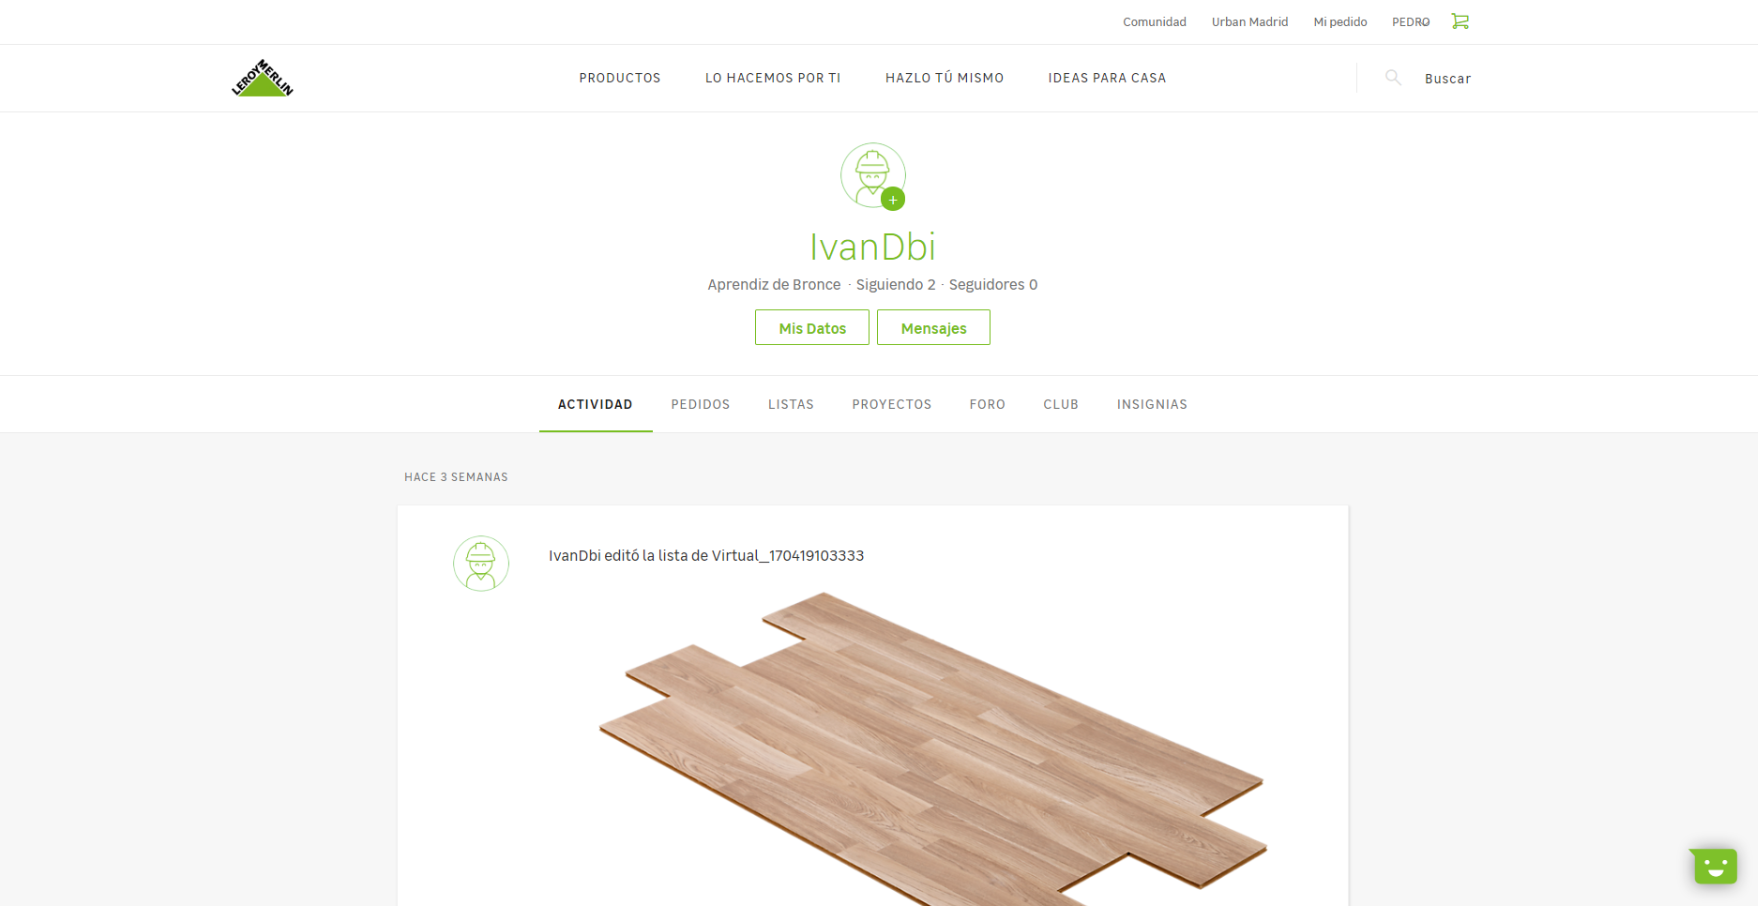 Comunidad Urban Madrid Mi pedido PEDRO
LEROY MERLIN
PRODUCTOS LO HACEMOS POR TI HAZLO TÚ MISMO IDEAS PARA CASA Buscar
IvanDbi
Aprendiz de Bronce · Siguiendo 2 · Seguidores 0
Mis Datos Mensajes
ACTIVIDAD PEDIDOS LISTAS PROYECTOS FORO CLUB INSIGNIAS
HACE 3 SEMANAS
IvanDbi editó la lista de Virtual_170419103333